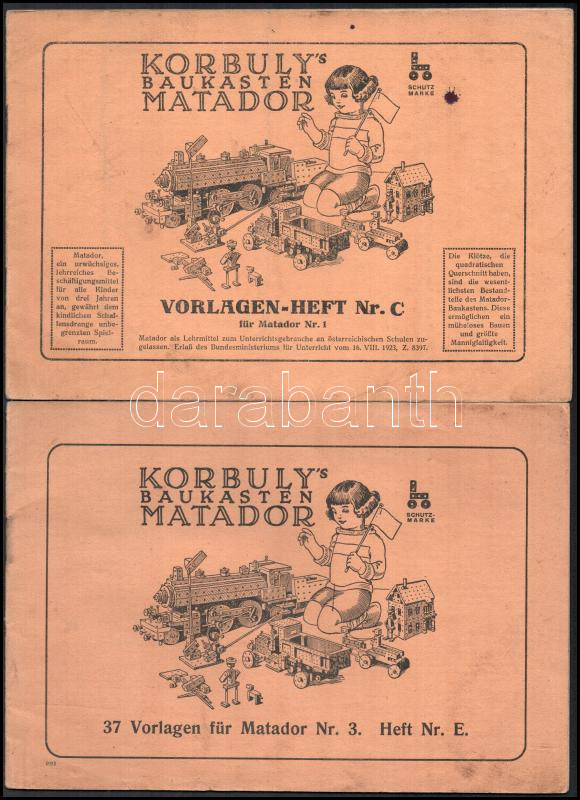 KORBULY's
BAUKASTEN
MATADOR
SCHUTZ
MARKE
Matador,
ein urwüchsiges,
lehrreiches Be-
schäftigungsmittel
für alle Kinder
von drei Jahren
an, gewährt dem
kindlichen Schaf-
fensdrange unbe-
grenzten Spiel-
raum.
Die Klötze, die
quadratischen
Querschnitt haben,
sind die wesent-
lichsten Bestand-
teile des Matador-
Baukastens. Diese
ermöglichen ein
müheloses Bauen
und größte
Mannigfaltigkeit.
VORLAGEN-HEFT Nr. C
für Matador Nr. 1
Matador als Lehrmittel zum Unterrichtsgebrauche an österreichischen Schulen zu-
gelassen. Erlaß des Bundesministeriums für Unterricht vom 16. VIII. 1923, Z. 8397.
darabanth
KORBULY's
BAUKASTEN
MATADOR
SCHUTZ-
MARKE
37 Vorlagen für Matador Nr. 3. Heft Nr. E.